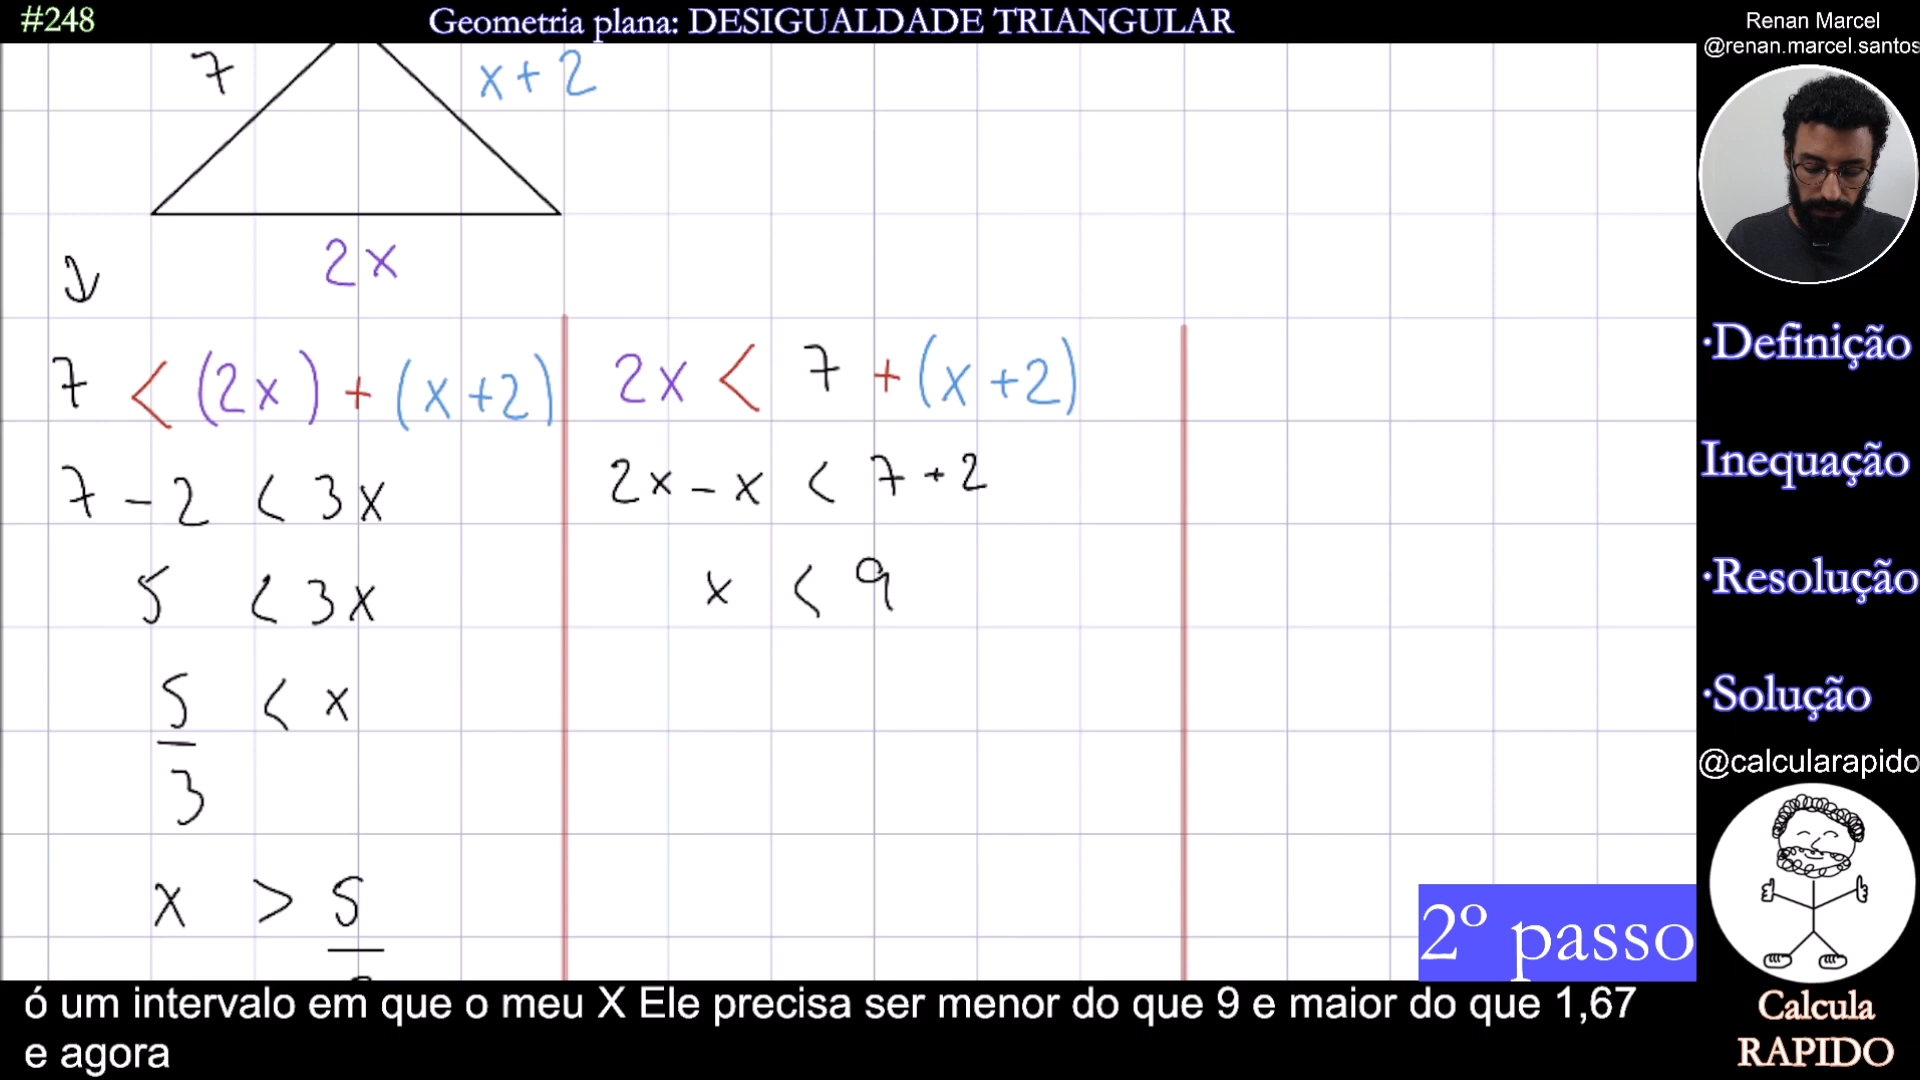 #248
Geometria plana: DESIGUALDADE TRIANGULAR
Renan Marcel
@renan.marcel.santos
7
x+2
2x
7 < (2x) + (x+2)
7 - 2 < 3x
5 < 3x
5/3 < x
x > 5
2x < 7 + (x+2)
2x - x < 7 + 2
x < 9
·Definição
Inequação
·Resolução
·Solução
@calcularapido
2º passo
Calcula
RAPIDO
ó um intervalo em que o meu X Ele precisa ser menor do que 9 e maior do que 1,67
e agora